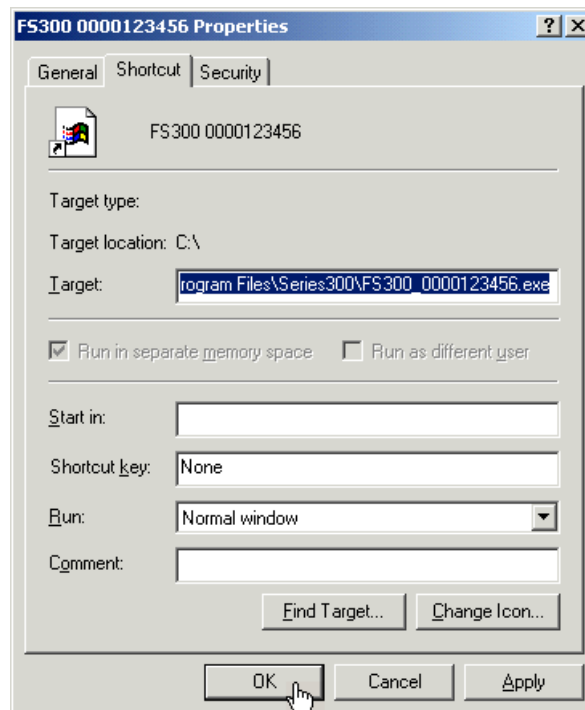 FS300 0000123456 Properties
General Shortcut Security
FS300 0000123456
Target type:
Target location: C:\
Target: rogram Files\Series300\FS300_0000123456.exe
Run in separate memory space Run as different user
Start in:
Shortcut key: None
Run: Normal window
Comment:
Find Target... Change Icon...
OK Cancel Apply